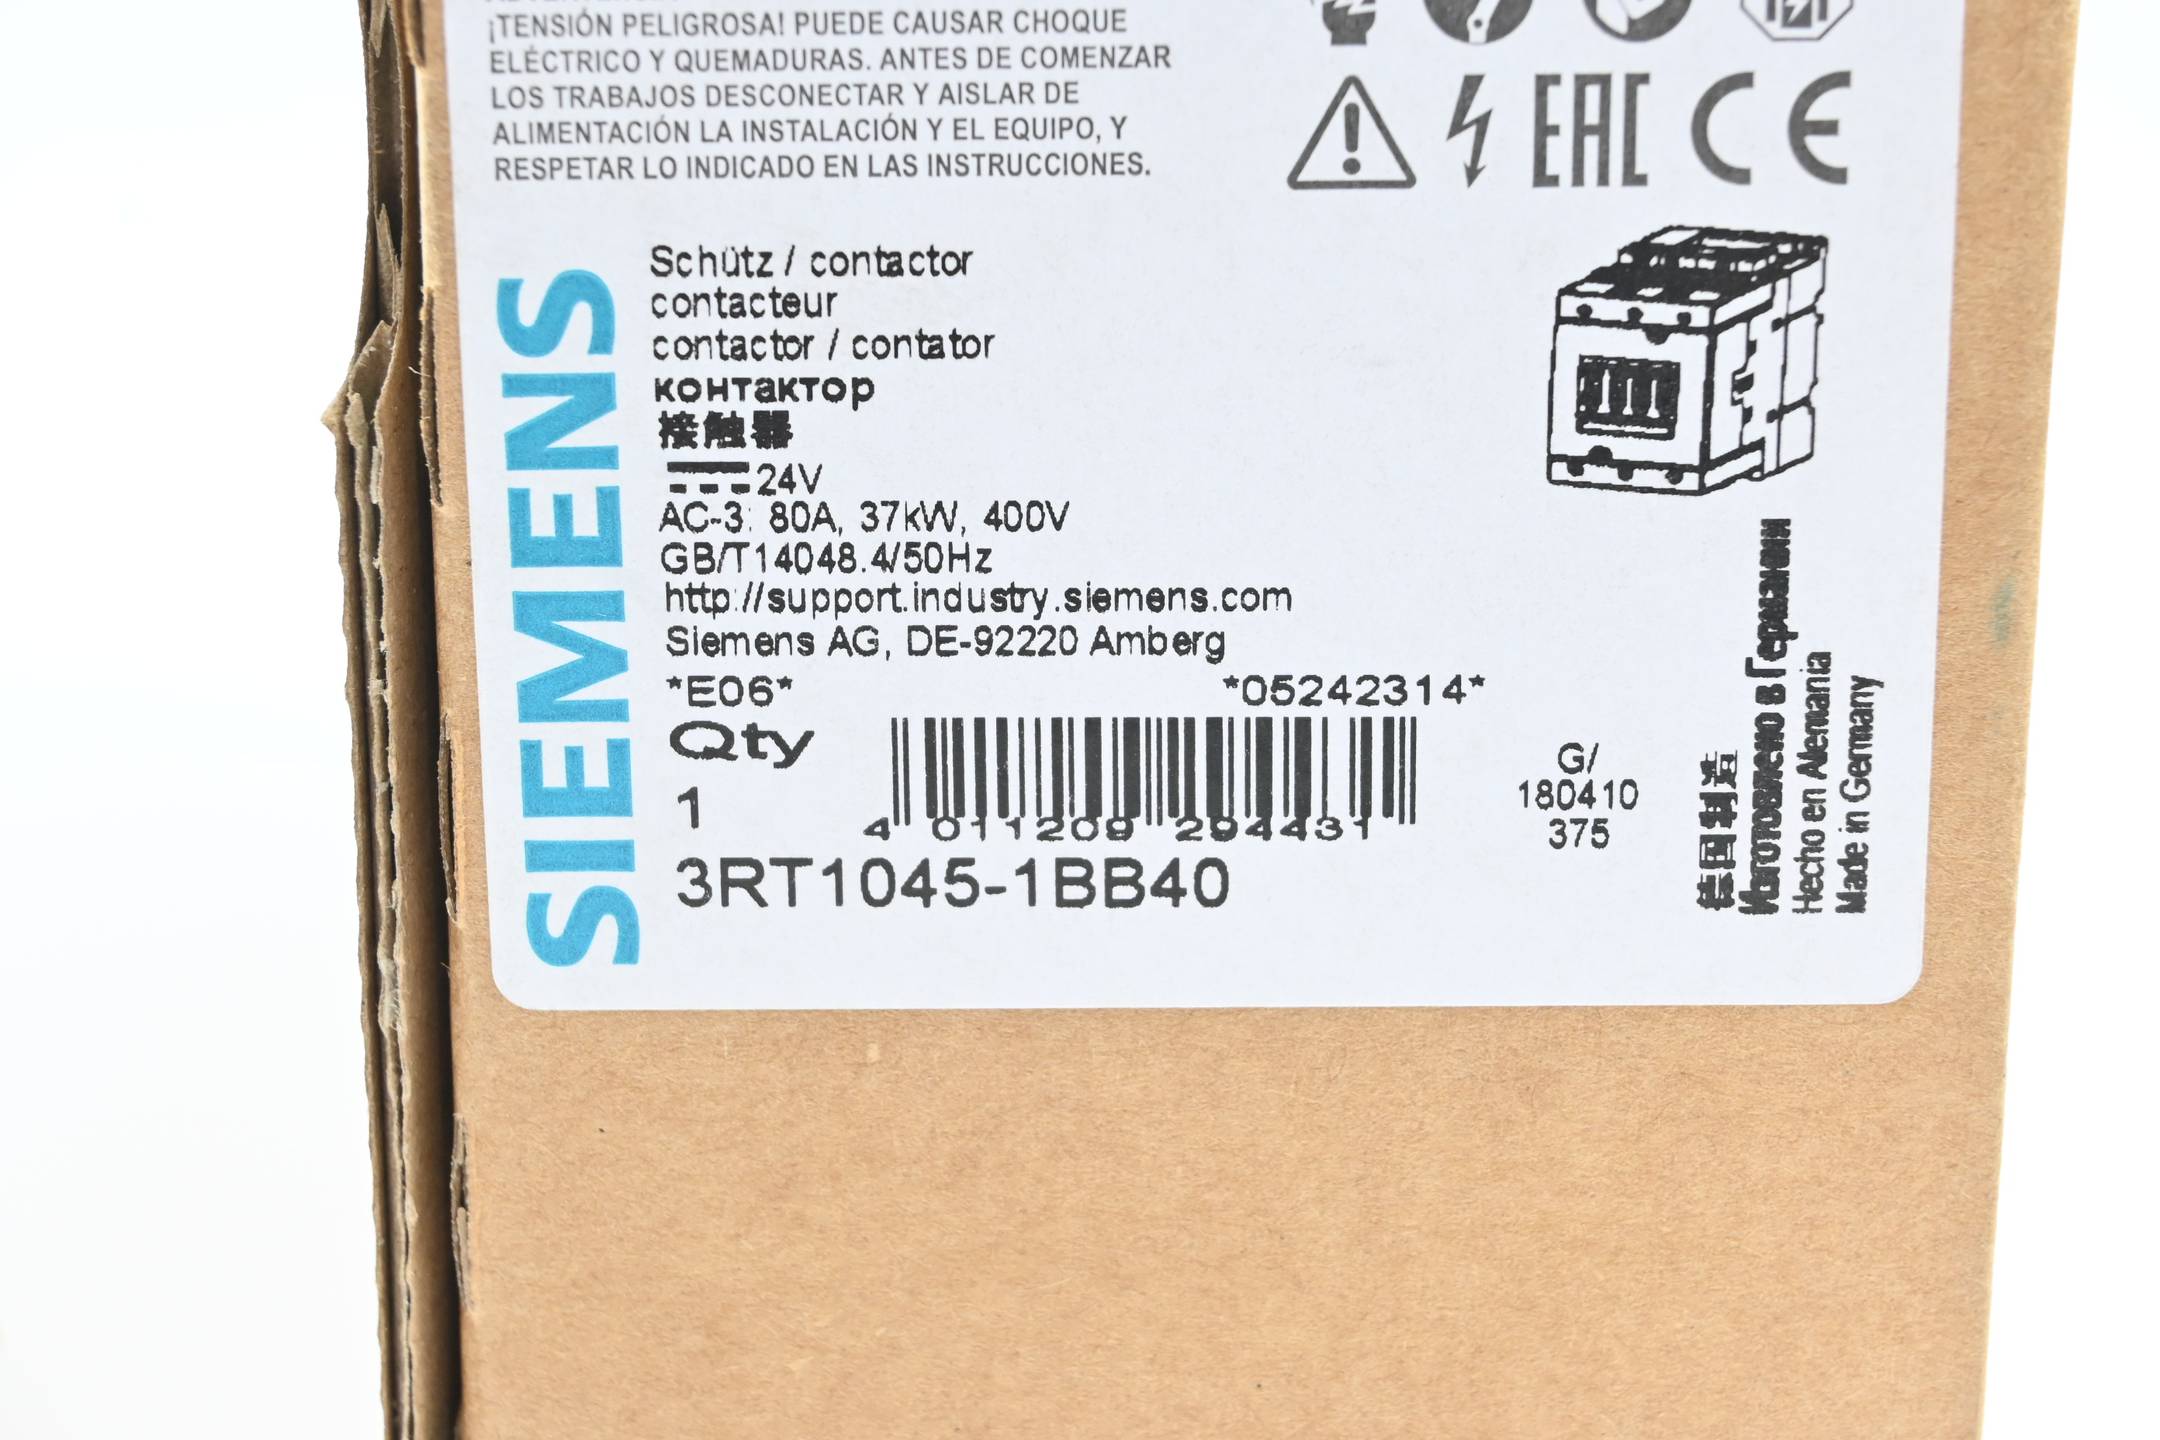 ¡TENSIÓN PELIGROSA! PUEDE CAUSAR CHOQUE
ELÉCTRICO Y QUEMADURAS. ANTES DE COMENZAR
LOS TRABAJOS DESCONECTAR Y AISLAR DE
ALIMENTACIÓN LA INSTALACIÓN Y EL EQUIPO, Y
RESPETAR LO INDICADO EN LAS INSTRUCCIONES.
EAC CE
SIEMENS
Schütz / contactor
contacteur
contactor / contator
контактор
接触器
24V
AC-3: 80A, 37kW, 400V
GB/T14048.4/50Hz
http://support.industry.siemens.com
Siemens AG, DE-92220 Amberg
*E06* *05242314*
Qty
1
4 011209 294431
3RT1045-1BB40
G/
180410
375
德国制造
Изготовлено в Германии
Hecho en Alemania
Made in Germany